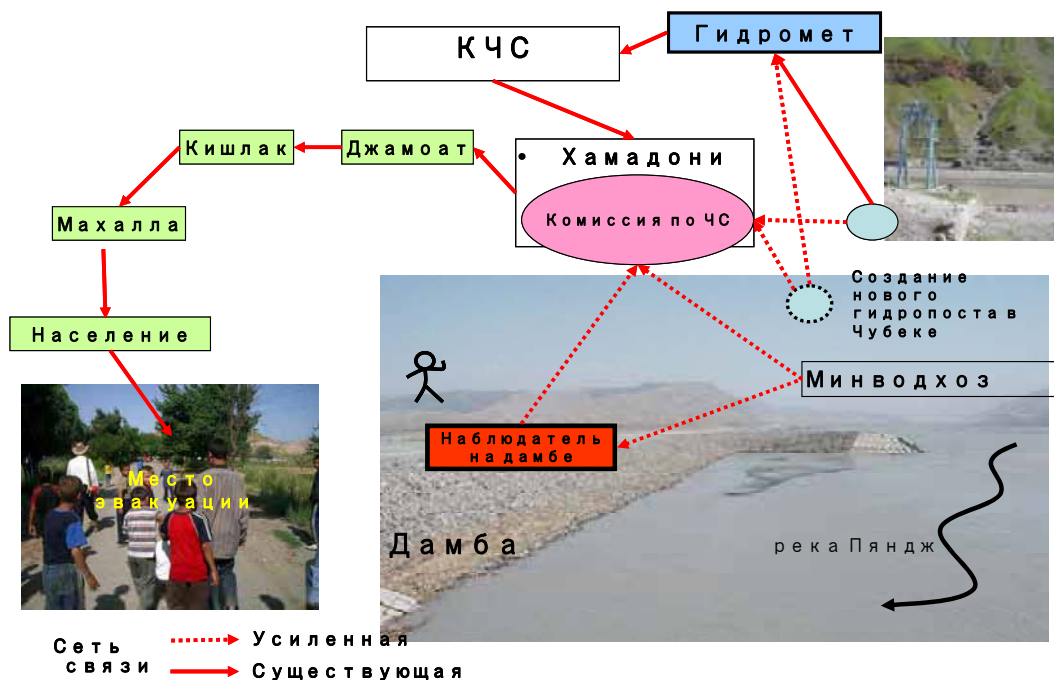 КЧС
Гидромет
Кишлак
Джамоат
• Хамадони
Комиссия по ЧС
Махалла
Создание
нового
гидропоста в
Чубеке
Население
Минводхоз
Наблюдатель
на дамбе
Место
эвакуации
Дамба
река Пяндж
Сеть
связи
Усиленная
Существующая